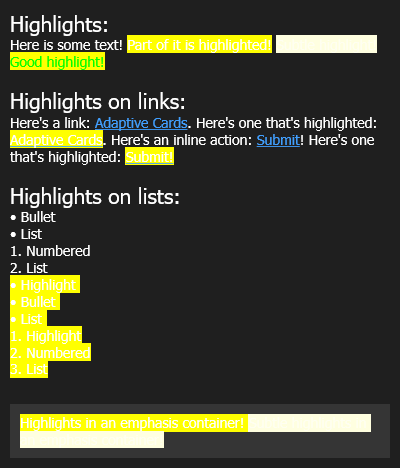 Highlights:
Here is some text! Part of it is highlighted!
Good highlight!
Highlights on links:
Here's a link: Adaptive Cards. Here's one that's highlighted:
Adaptive Cards. Here's an inline action: Submit! Here's one
that's highlighted: Submit!
Highlights on lists:
• Bullet
• List
1. Numbered
2. List
• Highlight
• Bullet
• List
1. Highlight
2. Numbered
3. List
Highlights in an emphasis container!